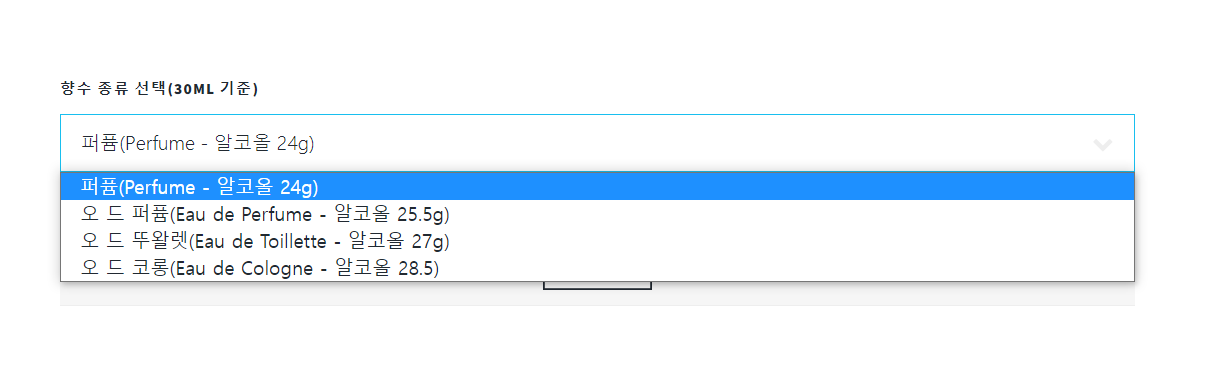 향수 종류 선택(30ML 기준)
퍼퓸(Perfume - 알코올 24g)
퍼퓸(Perfume - 알코올 24g)
오 드 퍼퓸(Eau de Perfume - 알코올 25.5g)
오 드 뚜왈렛(Eau de Toillette - 알코올 27g)
오 드 코롱(Eau de Cologne - 알코올 28.5)